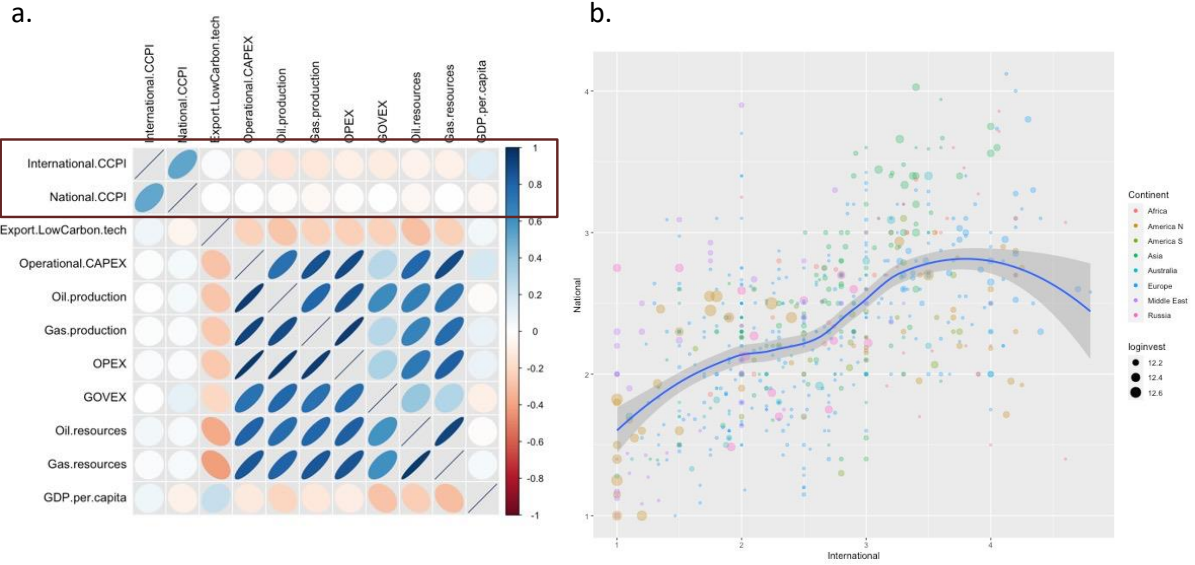 a.
International.CCPI
National.CCPI
Export.LowCarbon.tech
Operational.CAPEX
Oil.production
Gas.production
OPEX
GOVEX
Oil.resources
Gas.resources
GDP.per.capita
International.CCPI
National.CCPI
Export.LowCarbon.tech
Operational.CAPEX
Oil.production
Gas.production
OPEX
GOVEX
Oil.resources
Gas.resources
GDP.per.capita
1
0.8
0.6
0.4
0.2
0
-0.2
-0.4
-0.6
-0.8
-1
b.
National
4
3
2
1
1
2
3
4
International
Continent
Africa
America N
America S
Asia
Australia
Europe
Middle East
Russia
loginvest
12.2
12.4
12.6